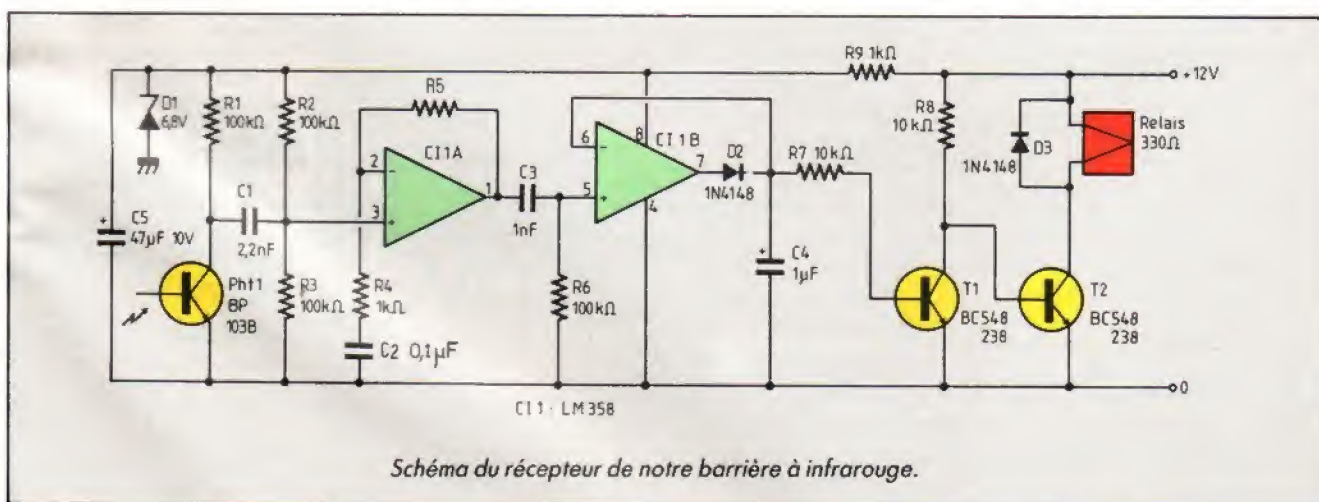 R9 1kΩ
+12V
D1
6,8V
R1
100kΩ
R2
100kΩ
R5
R8
10kΩ
Relais
330Ω
D3
1N4148
2
-
CI1A
1
3
+
6
-
8
CI1B
7
5
+
4
D2
1N4148
R7 10kΩ
C3
1nF
C1
2,2nF
+
C5
47µF 10V
Pht1
BP
103B
R3
100kΩ
R4
1kΩ
R6
100kΩ
+
C4
1µF
T1
BC548
238
T2
BC548
238
C2 0,1µF
0
CI1 · LM358
Schéma du récepteur de notre barrière à infrarouge.